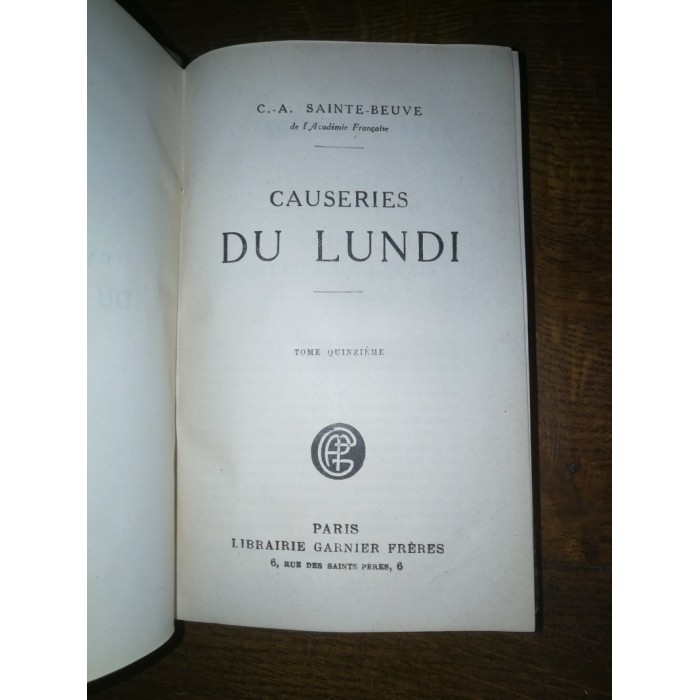 C.-A. SAINTE-BEUVE
de l'Académie Française
CAUSERIES
DU LUNDI
TOME QUINZIÈME
PARIS
LIBRAIRIE GARNIER FRÈRES
6, RUE DES SAINTS PÈRES, 6